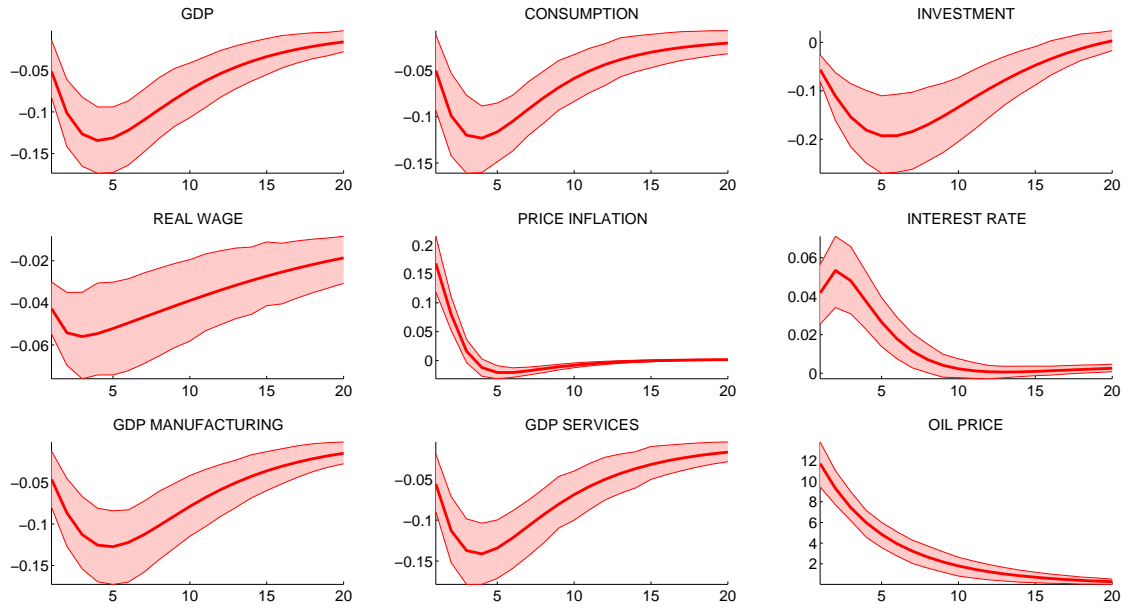 GDP
−0.05
−0.1
−0.15
5 10 15 20
CONSUMPTION
−0.05
−0.1
−0.15
5 10 15 20
INVESTMENT
0
−0.1
−0.2
5 10 15 20
REAL WAGE
−0.02
−0.04
−0.06
5 10 15 20
PRICE INFLATION
0.2
0.15
0.1
0.05
0
5 10 15 20
INTEREST RATE
0.06
0.04
0.02
0
5 10 15 20
GDP MANUFACTURING
−0.05
−0.1
−0.15
5 10 15 20
GDP SERVICES
−0.05
−0.1
−0.15
5 10 15 20
OIL PRICE
12
10
8
6
4
2
5 10 15 20